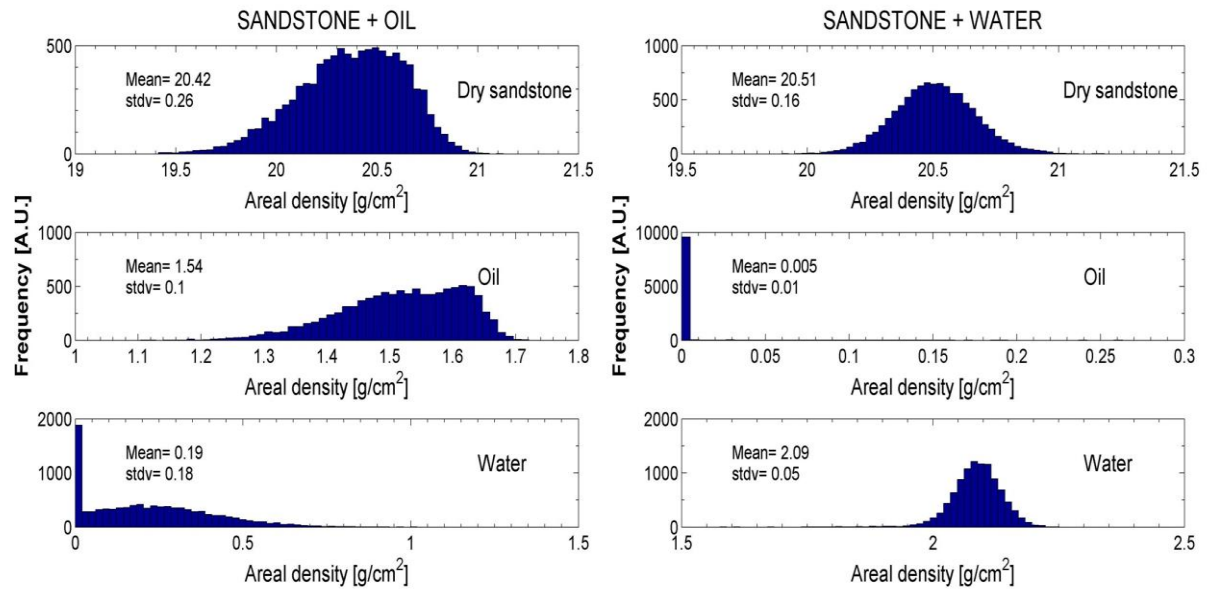 SANDSTONE + OIL
500
0
Mean= 20.42
stdv= 0.26
Dry sandstone
19 19.5 20 20.5 21 21.5
Areal density [g/cm²]
Frequency [A.U.]
1000
500
0
Mean= 1.54
stdv= 0.1
Oil
1 1.1 1.2 1.3 1.4 1.5 1.6 1.7 1.8
Areal density [g/cm²]
2000
1000
0
Mean= 0.19
stdv= 0.18
Water
0 0.5 1 1.5
Areal density [g/cm²]
SANDSTONE + WATER
1000
500
0
Mean= 20.51
stdv= 0.16
Dry sandstone
19.5 20 20.5 21 21.5
Areal density [g/cm²]
Frequency [A.U.]
10000
5000
0
Mean= 0.005
stdv= 0.01
Oil
0 0.05 0.1 0.15 0.2 0.25 0.3
Areal density [g/cm²]
2000
1000
0
Mean= 2.09
stdv= 0.05
Water
1.5 2 2.5
Areal density [g/cm²]